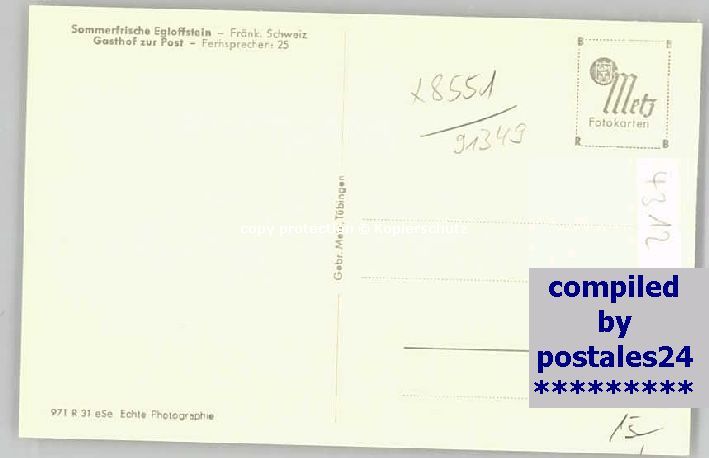 Sommerfrische Egloffstein – Fränk. Schweiz
Gasthof zur Post – Fernsprecher: 25
x8551
91349
B B
Metz
Fotokarten
R B
4312
Gebr. Metz, Tübingen
copy protection © Kopierschutz
compiled
by
postales24
*********
971 R 31 eSe Echte Photographie